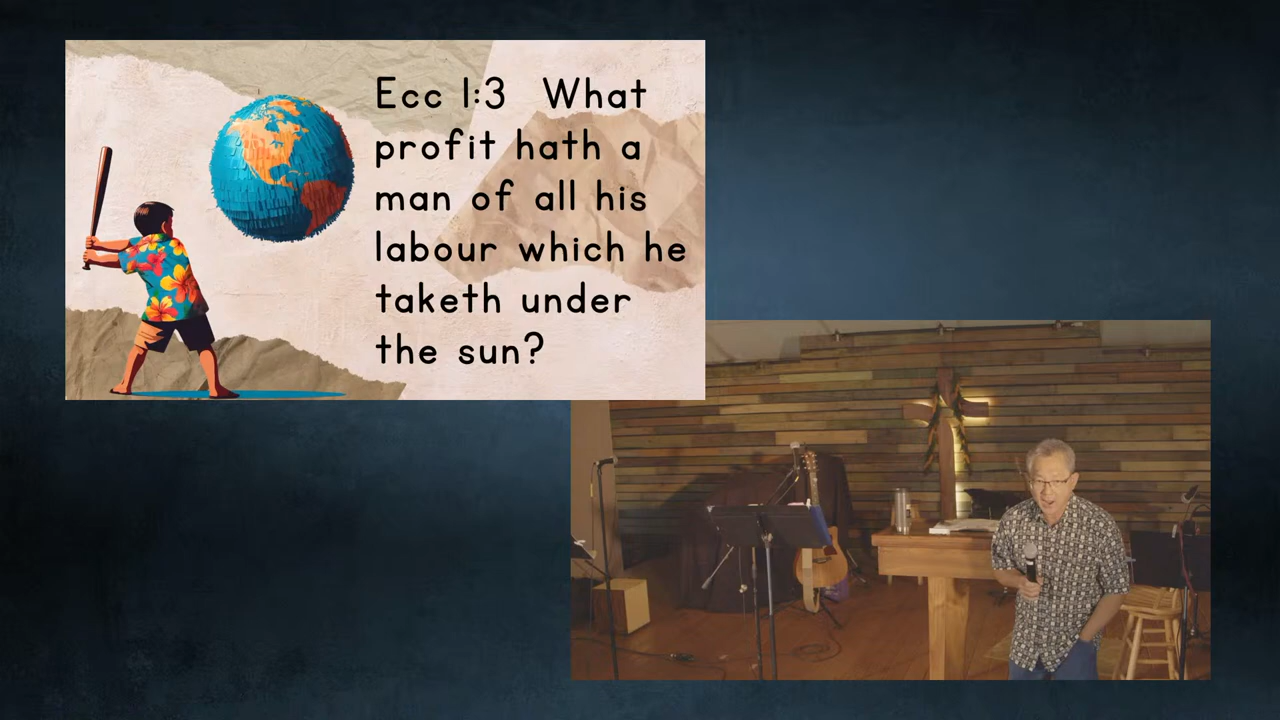 Ecc 1:3 What
profit hath a
man of all his
labour which he
taketh under
the sun?